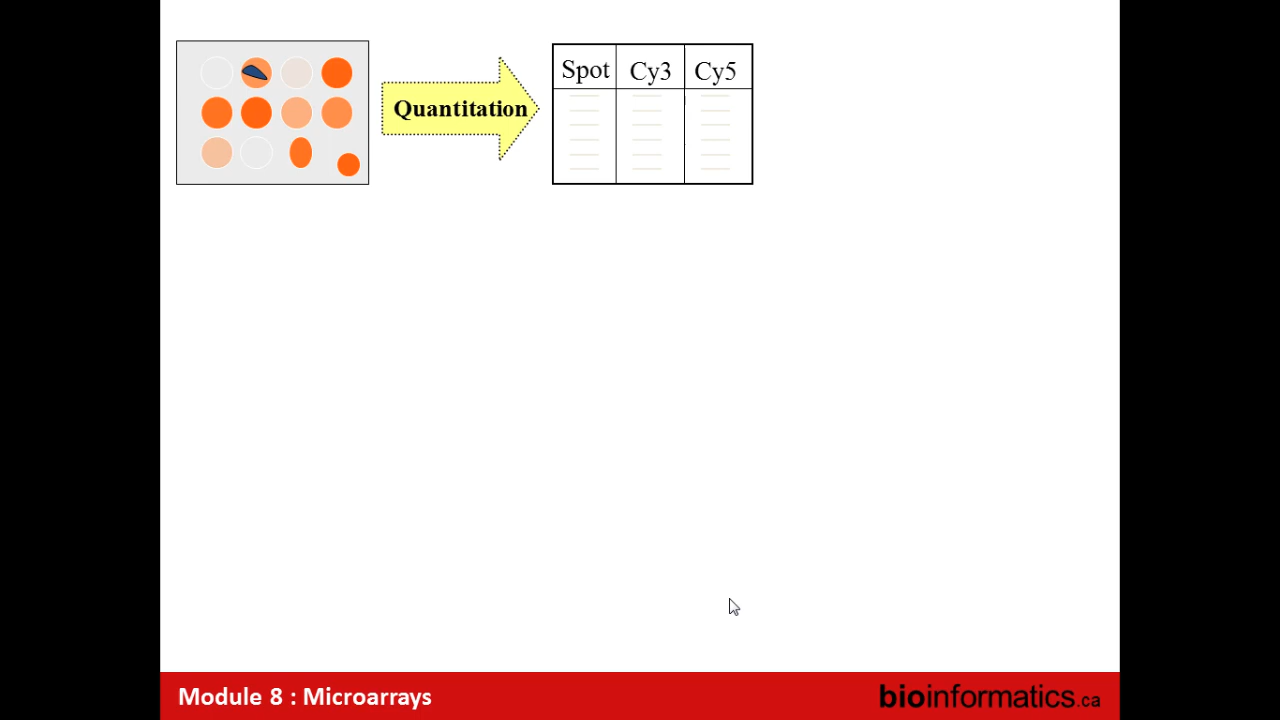 Quantitation
Spot Cy3 Cy5
Module 8 : Microarrays
bioinformatics.ca